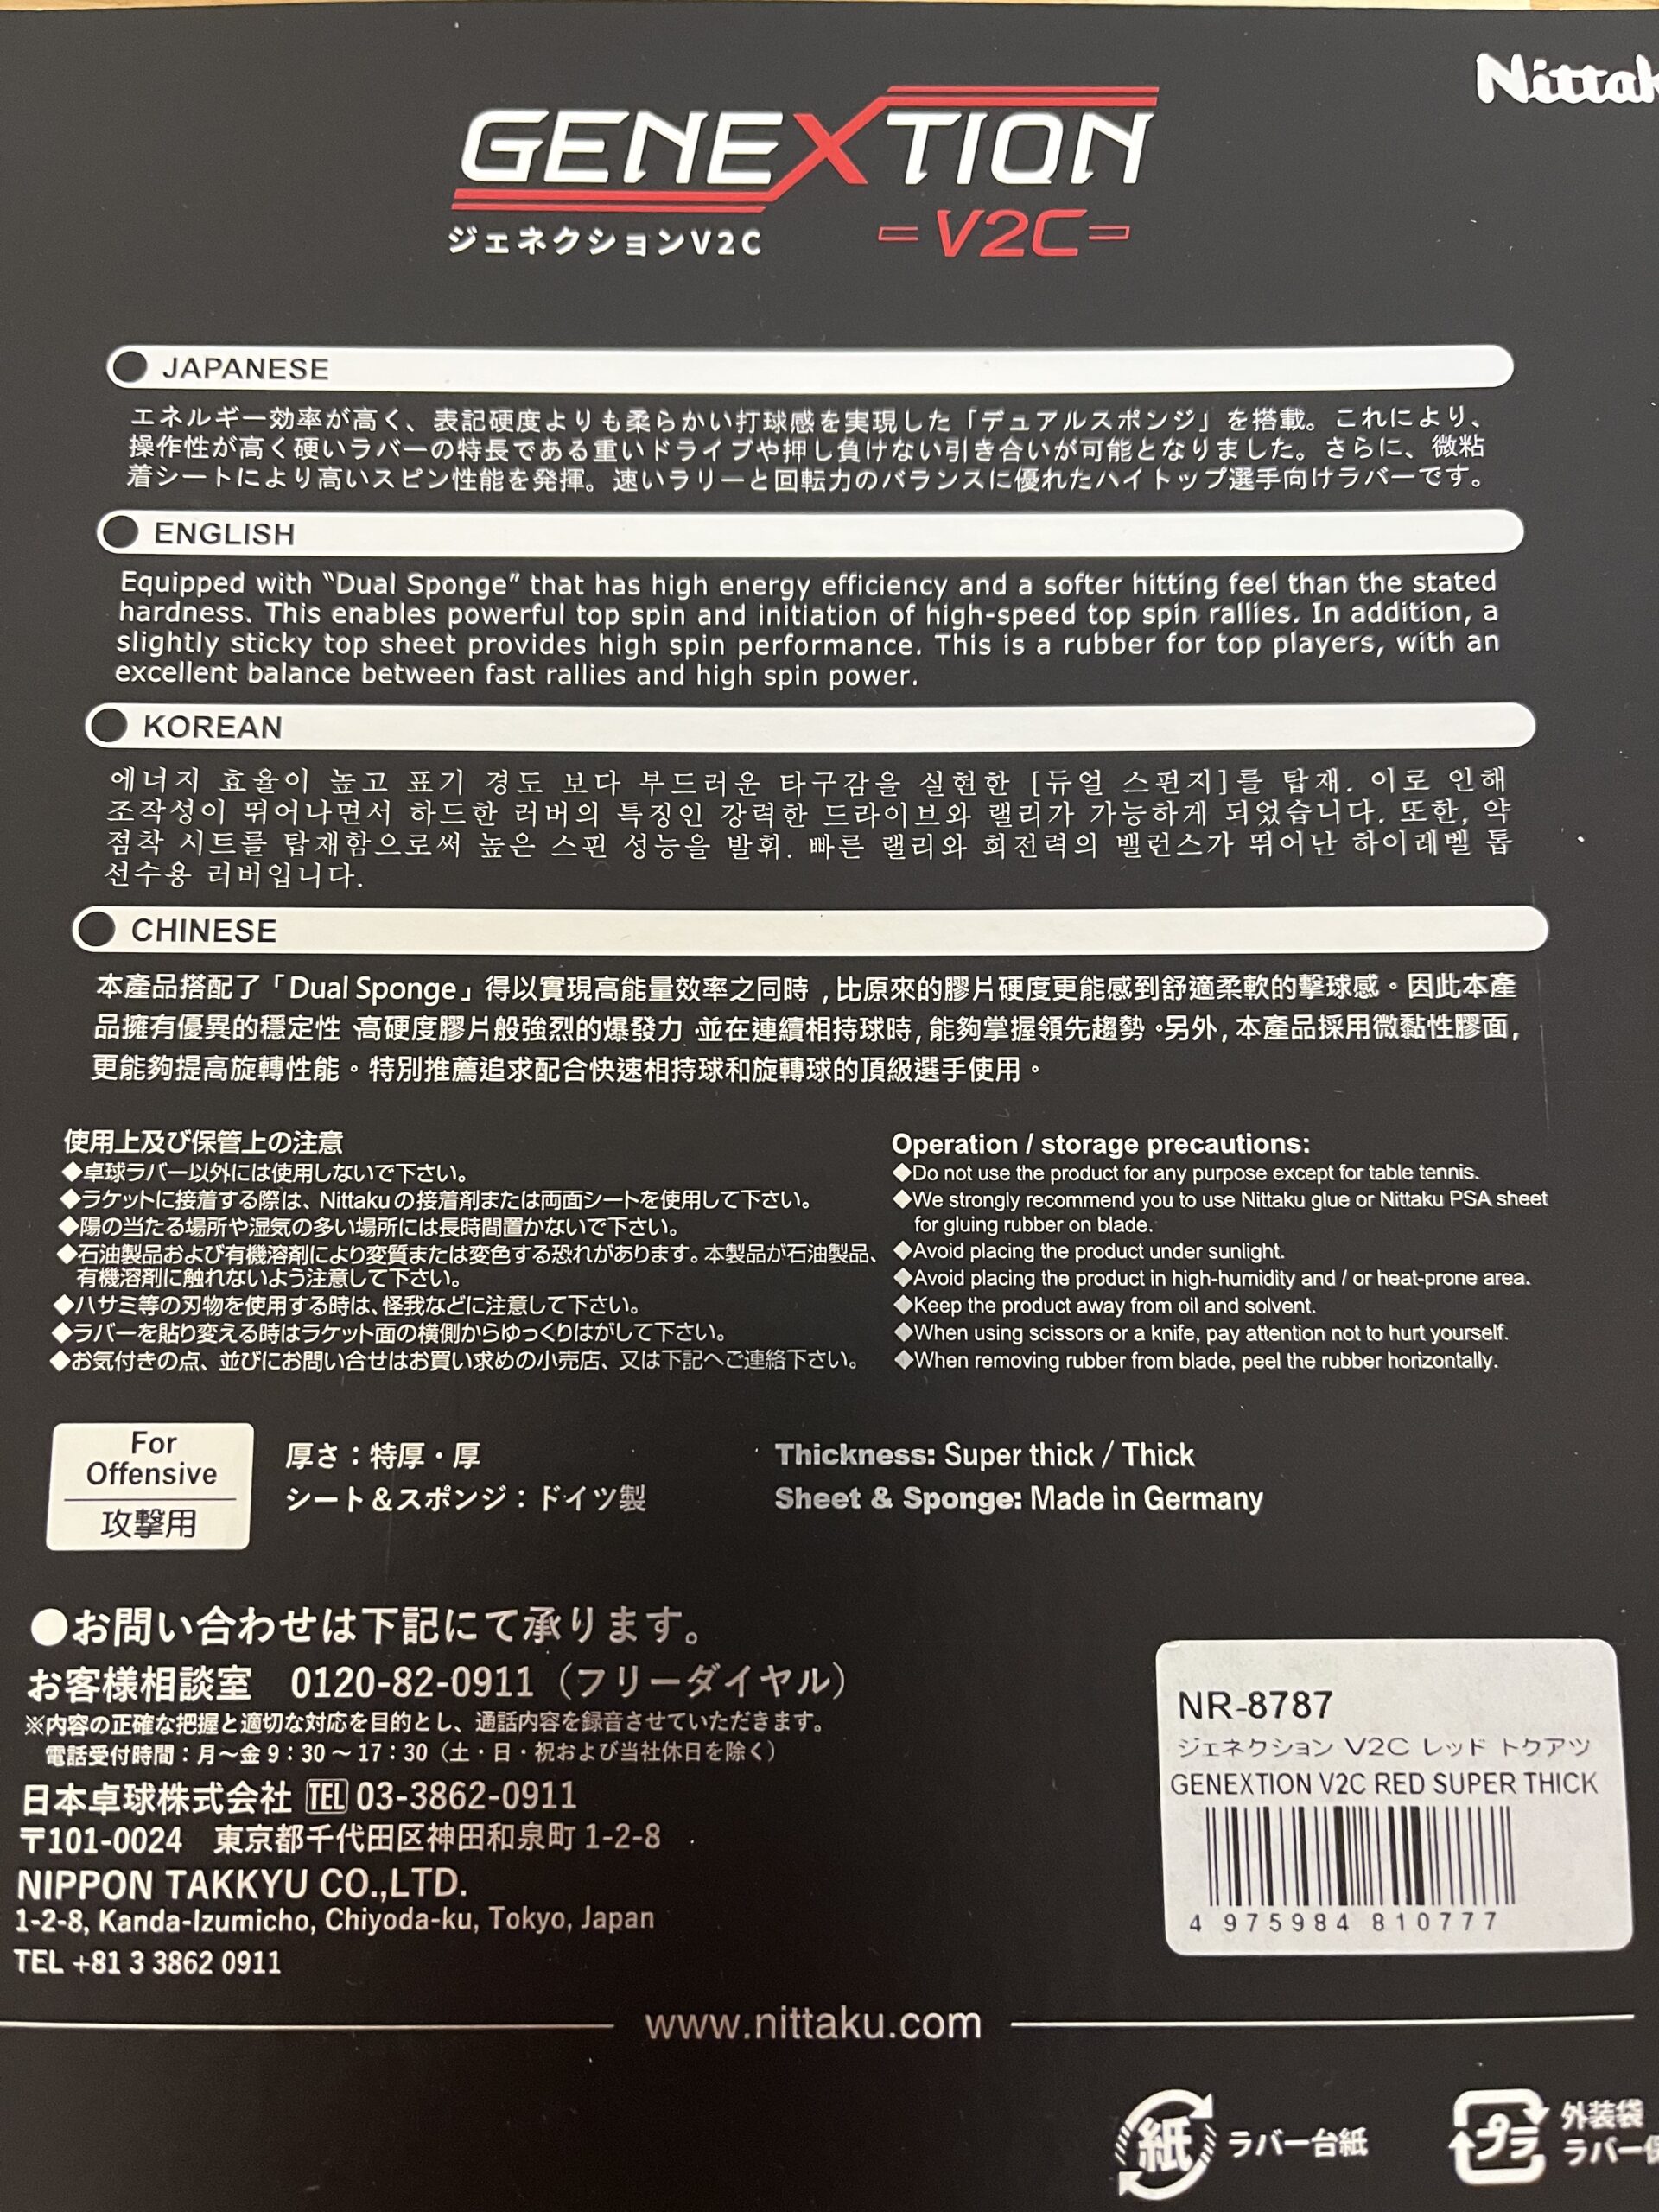 Nittak
GENEXTION
ジェネクションV2C
V2C
JAPANESE
エネルギー効率が高く、表記硬度よりも柔らかい打球感を実現した「デュアルスポンジ」を搭載。これにより、
操作性が高く硬いラバーの特長である重いドライブや押し負けない引き合いが可能となりました。さらに、微粘
着シートにより高いスピン性能を発揮。速いラリーと回転力のバランスに優れたハイトップ選手向けラバーです。
ENGLISH
Equipped with “Dual Sponge” that has high energy efficiency and a softer hitting feel than the stated
hardness. This enables powerful top spin and initiation of high-speed top spin rallies. In addition, a
slightly sticky top sheet provides high spin performance. This is a rubber for top players, with an
excellent balance between fast rallies and high spin power.
KOREAN
에너지 효율이 높고 표기 경도 보다 부드러운 타구감을 실현한 [듀얼 스펀지]를 탑재. 이로 인해
조작성이 뛰어나면서 하드한 러버의 특징인 강력한 드라이브와 랠리가 가능하게 되었습니다. 또한, 약
점착 시트를 탑재함으로써 높은 스핀 성능을 발휘. 빠른 랠리와 회전력의 밸런스가 뛰어난 하이레벨 톱
선수용 러버입니다.
CHINESE
本產品搭配了「Dual Sponge」得以實現高能量效率之同時，比原來的膠片硬度更能感到舒適柔軟的擊球感。因此本產
品擁有優異的穩定性、高硬度膠片般強烈的爆發力，並在連續相持球時，能夠掌握領先趨勢。另外，本產品採用微黏性膠面，
更能夠提高旋轉性能。特別推薦追求配合快速相持球和旋轉球的頂級選手使用。
使用上及び保管上の注意
◆卓球ラバー以外には使用しないで下さい。
◆ラケットに接着する際は、Nittakuの接着剤または両面シートを使用して下さい。
◆陽の当たる場所や湿気の多い場所には長時間置かないで下さい。
◆石油製品および有機溶剤により変質または変色する恐れがあります。本製品が石油製品、
有機溶剤に触れないよう注意して下さい。
◆ハサミ等の刃物を使用する時は、怪我などに注意して下さい。
◆ラバーを貼り変える時はラケット面の横側からゆっくりはがして下さい。
◆お気付きの点、並びにお問い合せはお買い求めの小売店、又は下記へご連絡下さい。
Operation / storage precautions:
◆Do not use the product for any purpose except for table tennis.
◆We strongly recommend you to use Nittaku glue or Nittaku PSA sheet
for gluing rubber on blade.
◆Avoid placing the product under sunlight.
◆Avoid placing the product in high-humidity and / or heat-prone area.
◆Keep the product away from oil and solvent.
◆When using scissors or a knife, pay attention not to hurt yourself.
◆When removing rubber from blade, peel the rubber horizontally.
For
Offensive
攻撃用
厚さ：特厚・厚
シート＆スポンジ：ドイツ製
Thickness: Super thick / Thick
Sheet & Sponge: Made in Germany
●お問い合わせは下記にて承ります。
お客様相談室 0120-82-0911（フリーダイヤル）
※内容の正確な把握と適切な対応を目的とし、通話内容を録音させていただきます。
電話受付時間：月～金 9：30～17：30（土・日・祝および当社休日を除く）
日本卓球株式会社 TEL 03-3862-0911
〒101-0024 東京都千代田区神田和泉町 1-2-8
NIPPON TAKKYU CO.,LTD.
1-2-8, Kanda-Izumicho, Chiyoda-ku, Tokyo, Japan
TEL +81 3 3862 0911
NR-8787
ジェネクション V2C レッド トクアツ
GENEXTION V2C RED SUPER THICK
4 975984 810777
www.nittaku.com
紙 ラバー台紙
プラ 外装袋
ラバー保